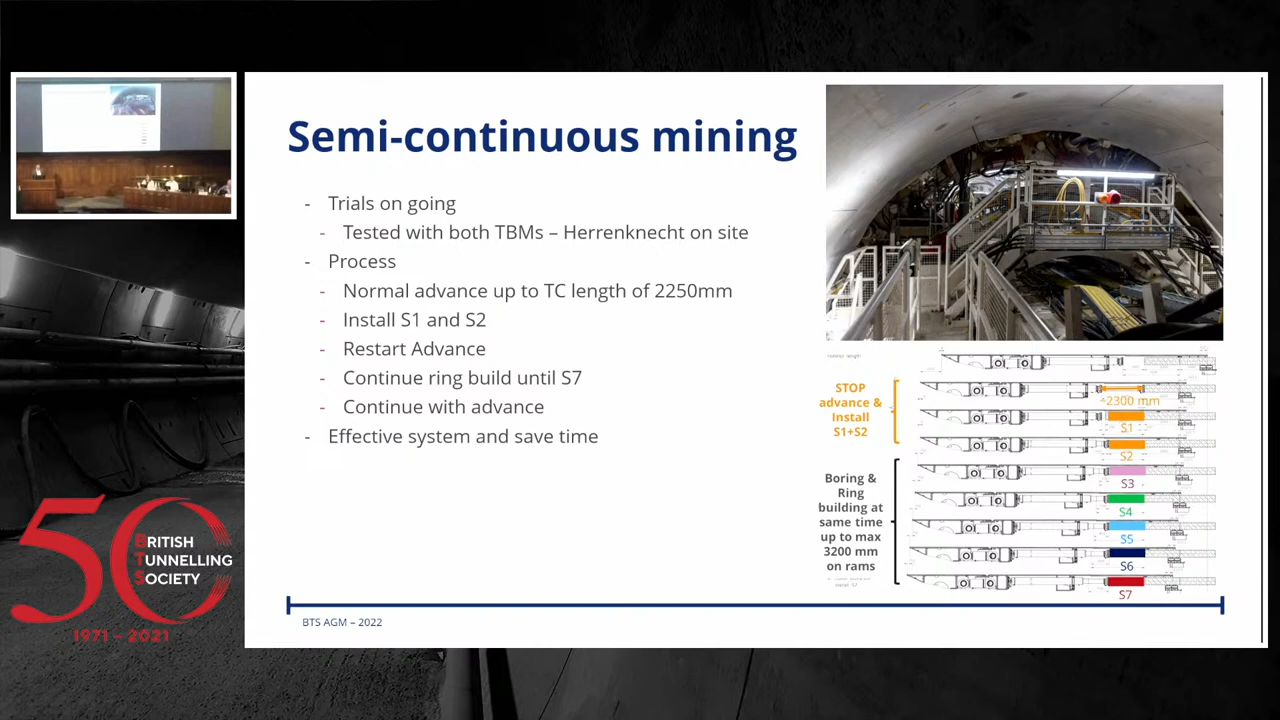 Semi-continuous mining
- Trials on going
- Tested with both TBMs – Herrenknecht on site
- Process
- Normal advance up to TC length of 2250mm
- Install S1 and S2
- Restart Advance
- Continue ring build until S7
- Continue with advance
- Effective system and save time
STOP
advance &
Install
S1+S2
~2300 mm
S1
S2
Boring &
Ring
building at
same time
up to max
3200 mm
on rams
S3
S4
S5
S6
S7
BTS AGM – 2022
50
BRITISH
TUNNELLING
SOCIETY
1971 – 2021